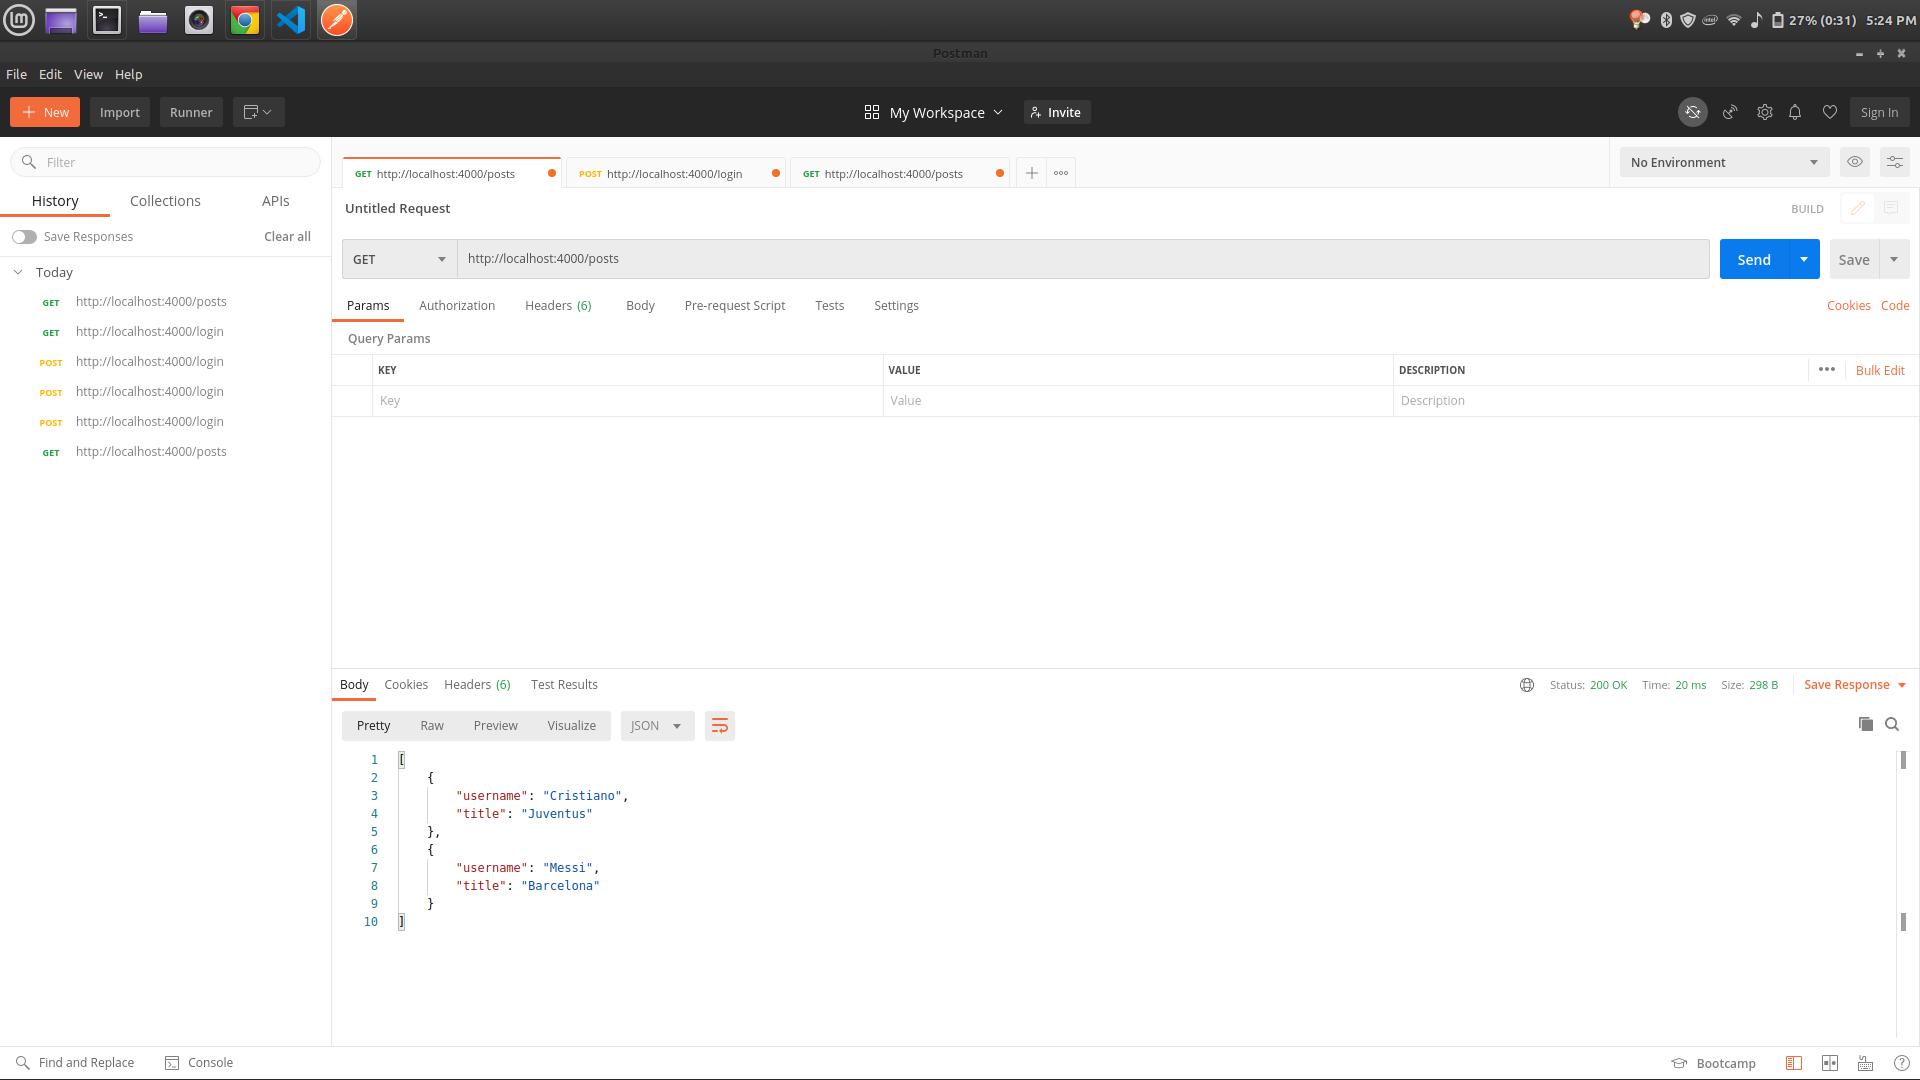 27% (0:31) 5:24 PM
Postman
File Edit View Help
New Import Runner My Workspace Invite Sign In
Filter
GET http://localhost:4000/posts POST http://localhost:4000/login GET http://localhost:4000/posts No Environment
History Collections APIs
Untitled Request BUILD
Save Responses Clear all
GET http://localhost:4000/posts Send Save
Today
GET http://localhost:4000/posts
GET http://localhost:4000/login
POST http://localhost:4000/login
POST http://localhost:4000/login
POST http://localhost:4000/login
GET http://localhost:4000/posts
Params Authorization Headers (6) Body Pre-request Script Tests Settings Cookies Code
Query Params
KEY VALUE DESCRIPTION Bulk Edit
Key Value Description
Body Cookies Headers (6) Test Results Status: 200 OK Time: 20 ms Size: 298 B Save Response
Pretty Raw Preview Visualize JSON
1 [
2 {
3 "username": "Cristiano",
4 "title": "Juventus"
5 },
6 {
7 "username": "Messi",
8 "title": "Barcelona"
9 }
10 ]
Find and Replace Console Bootcamp